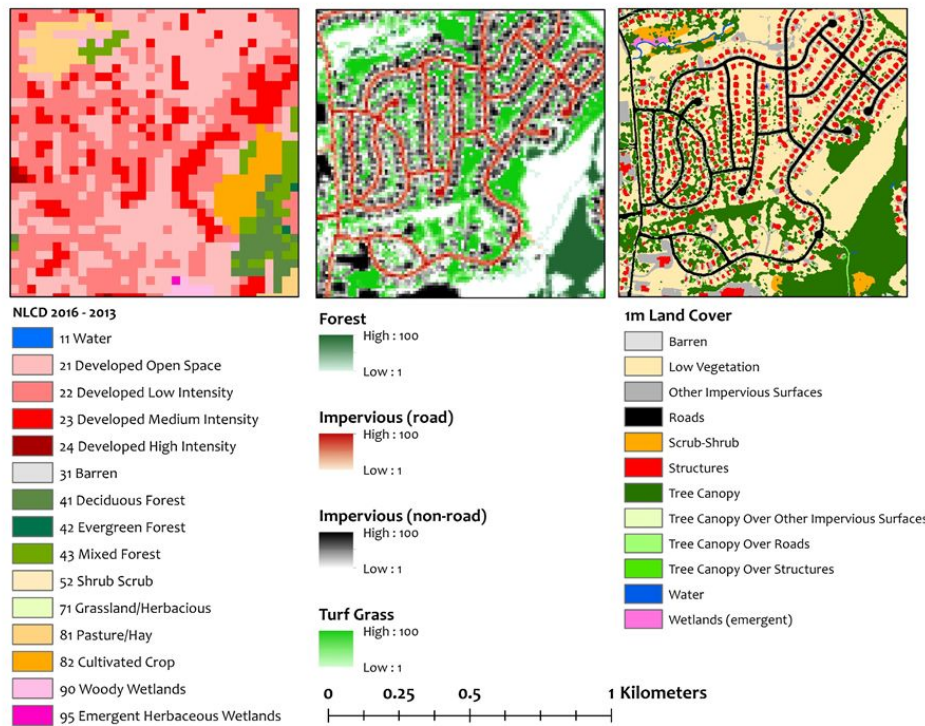 NLCD 2016 - 2013
11 Water
21 Developed Open Space
22 Developed Low Intensity
23 Developed Medium Intensity
24 Developed High Intensity
31 Barren
41 Deciduous Forest
42 Evergreen Forest
43 Mixed Forest
52 Shrub Scrub
71 Grassland/Herbacious
81 Pasture/Hay
82 Cultivated Crop
90 Woody Wetlands
95 Emergent Herbaceous Wetlands
Forest
High : 100
Low : 1
Impervious (road)
High : 100
Low : 1
Impervious (non-road)
High : 100
Low : 1
Turf Grass
High : 100
Low : 1
0 0.25 0.5 1 Kilometers
1m Land Cover
Barren
Low Vegetation
Other Impervious Surfaces
Roads
Scrub-Shrub
Structures
Tree Canopy
Tree Canopy Over Other Impervious Surfaces
Tree Canopy Over Roads
Tree Canopy Over Structures
Water
Wetlands (emergent)